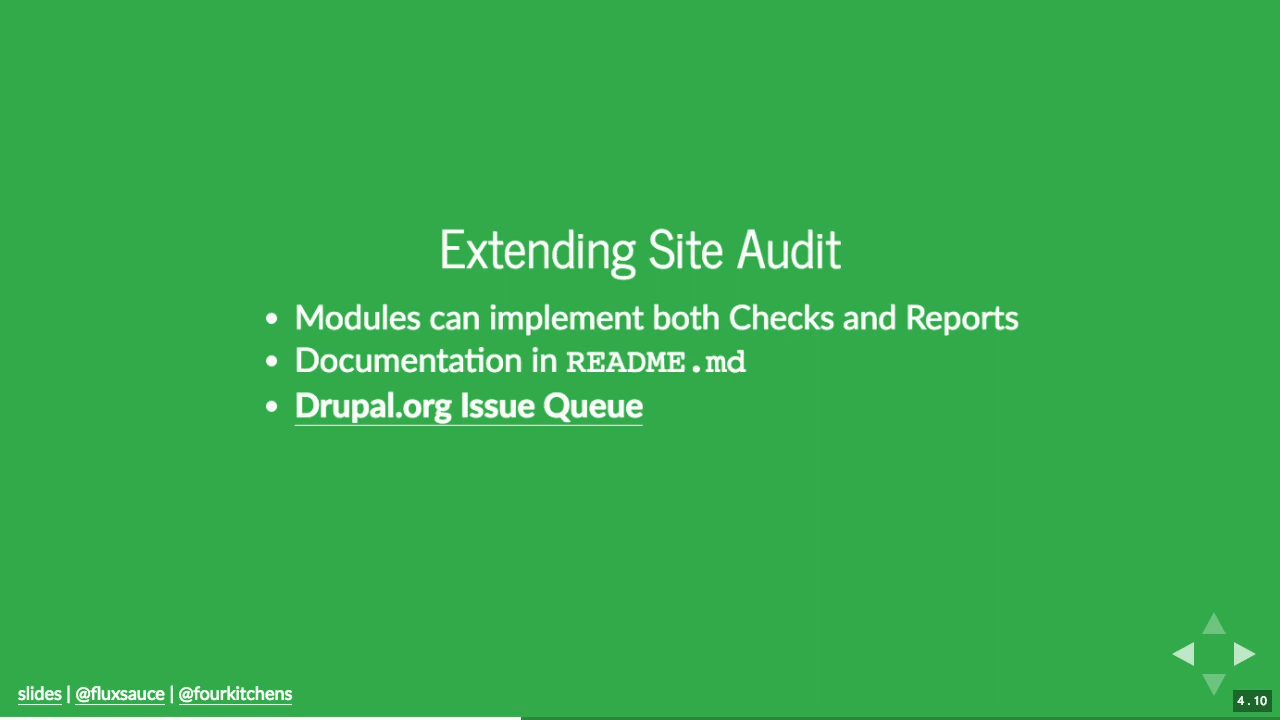 Extending Site Audit
• Modules can implement both Checks and Reports
• Documentation in README.md
• Drupal.org Issue Queue
slides | @fluxsauce | @fourkitchens
4 . 10